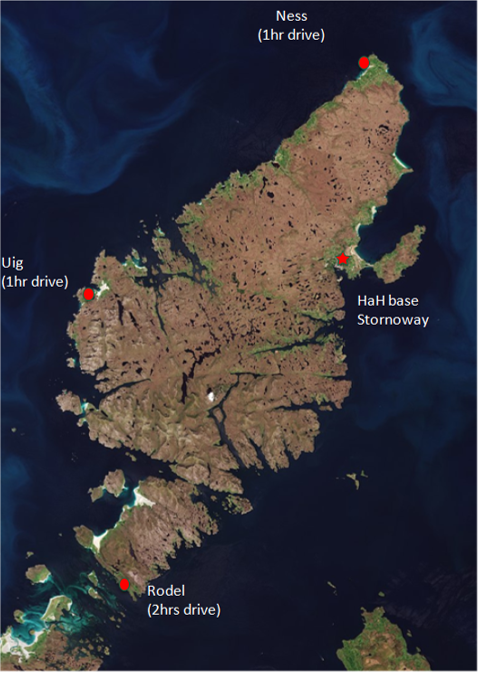 Ness
(1hr drive)
Uig
(1hr drive)
HaH base
Stornoway
Rodel
(2hrs drive)